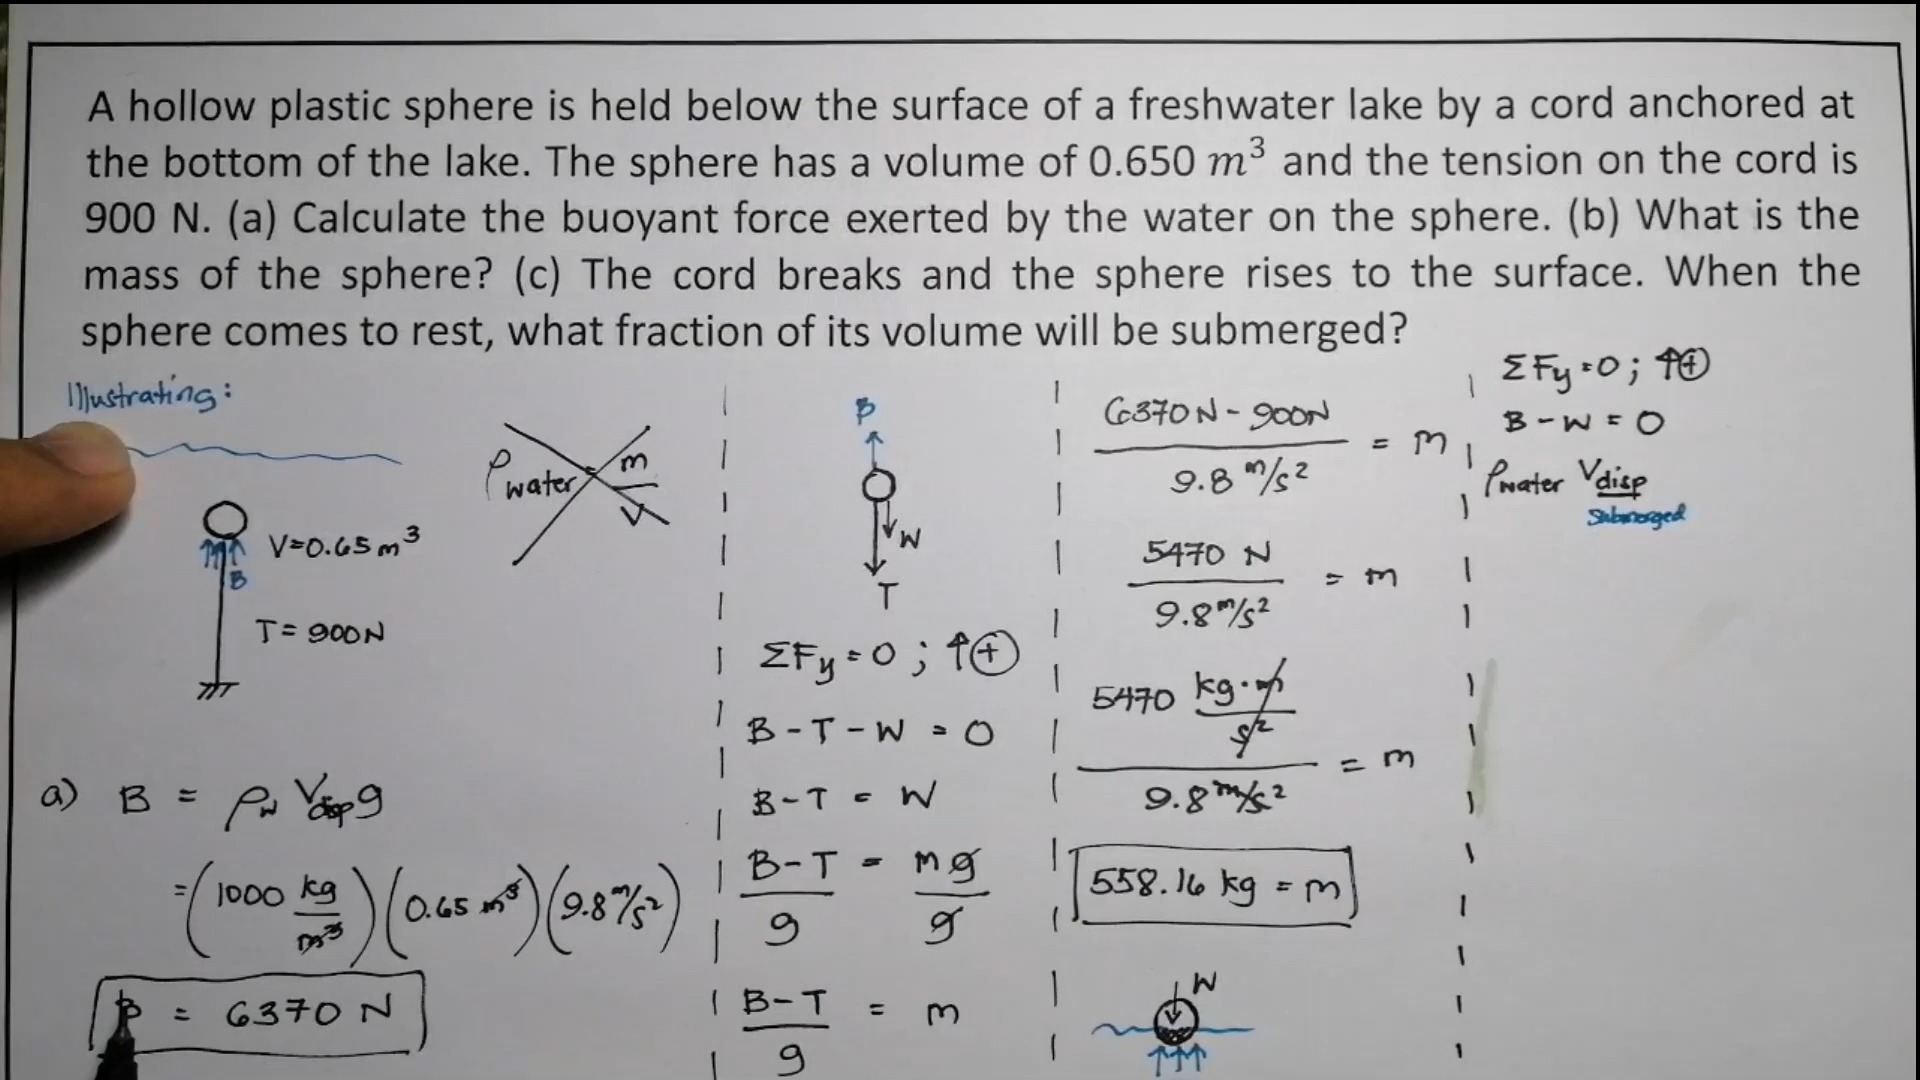 A hollow plastic sphere is held below the surface of a freshwater lake by a cord anchored at
the bottom of the lake. The sphere has a volume of 0.650 m³ and the tension on the cord is
900 N. (a) Calculate the buoyant force exerted by the water on the sphere. (b) What is the
mass of the sphere? (c) The cord breaks and the sphere rises to the surface. When the
sphere comes to rest, what fraction of its volume will be submerged?
Illustrating:
ρwater = m/V
B
V=0.65 m³
T= 900N
a) B = ρw Vdisp g
=(1000 kg/m³)(0.65 m³)(9.8 m/s²)
B = 6370 N
B
W
T
ΣFy=0 ; ↑⊕
B-T-W = 0
B-T = W
B-T/g = mg/g
B-T/g = m
6370N - 900N / 9.8 m/s² = m
5470 N / 9.8 m/s² = m
5470 kg·m/s² / 9.8 m/s² = m
558.16 kg = m
W
ΣFy=0 ; ↑⊕
B-W = 0
ρwater Vdisp
submerged